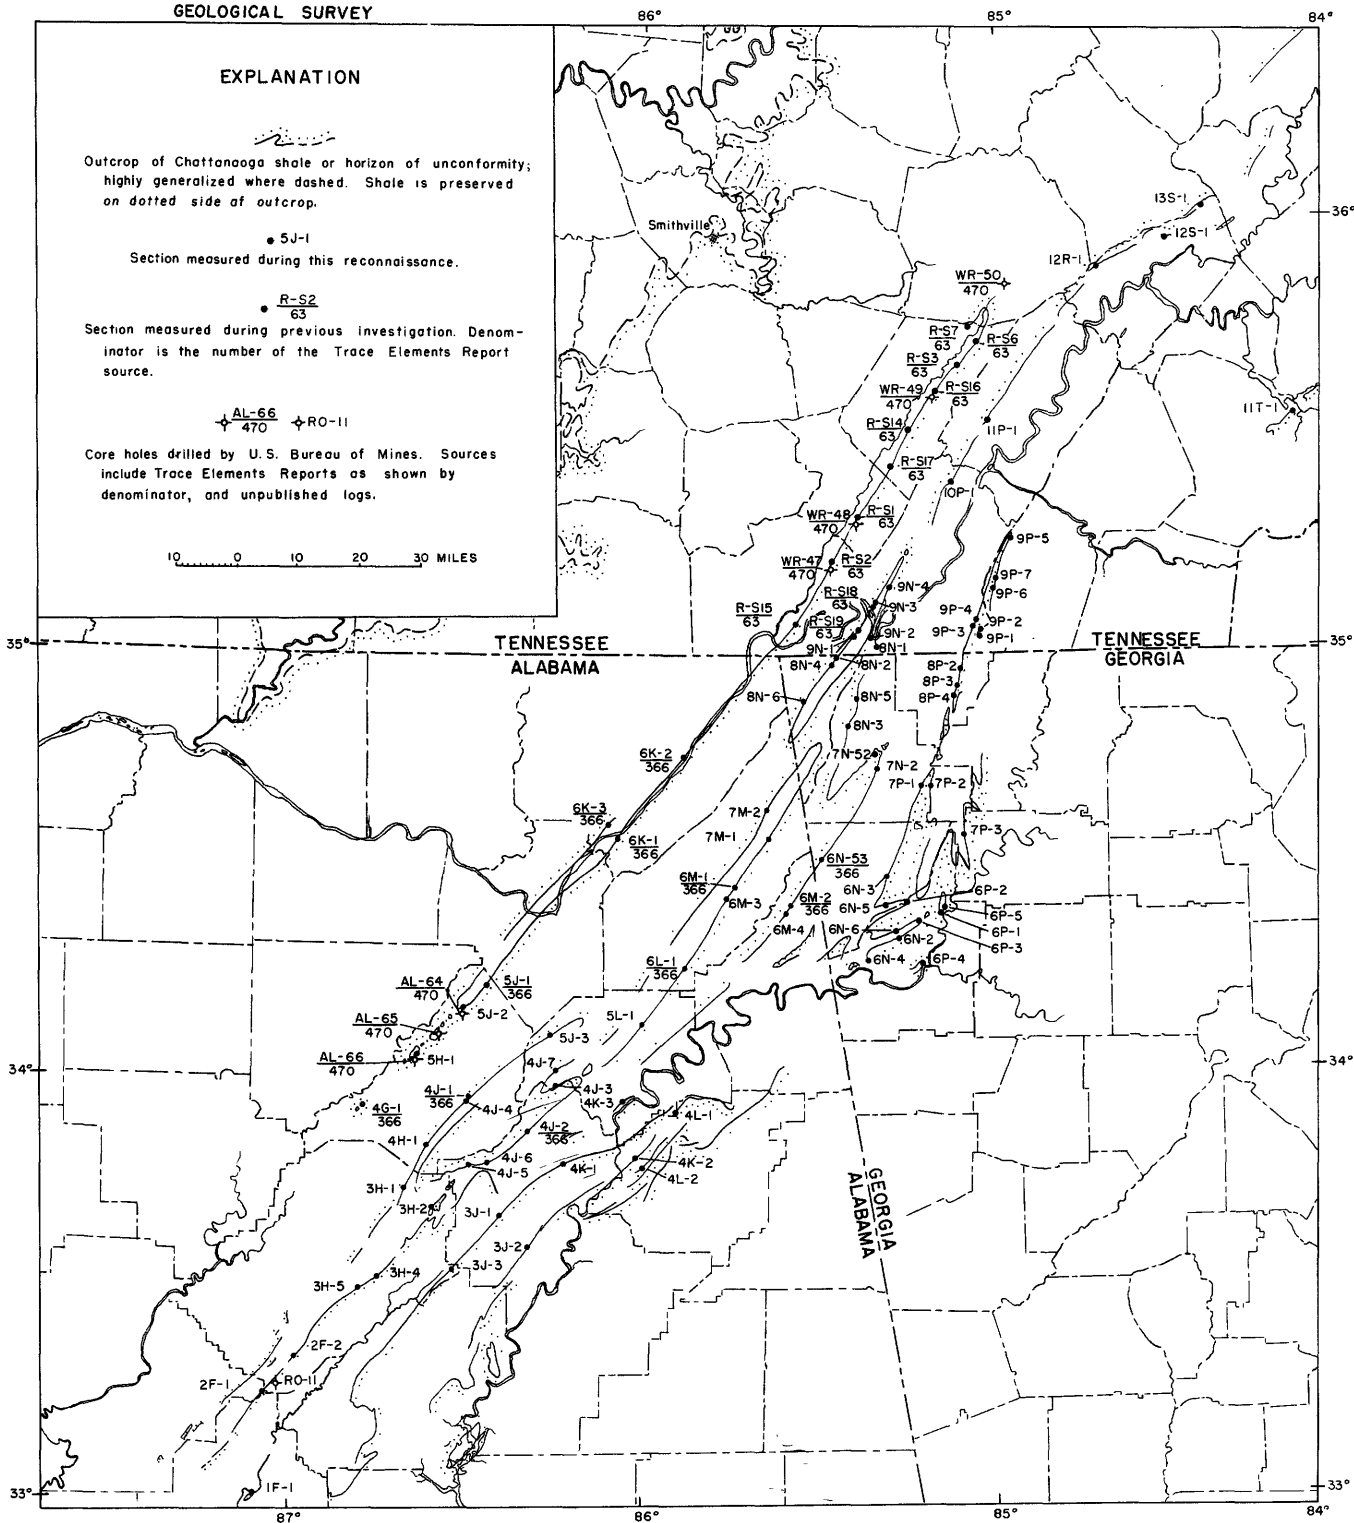 GEOLOGICAL SURVEY
86°
85°
84°
EXPLANATION
Outcrop of Chattanooga shale or horizon of unconformity;
highly generalized where dashed. Shale is preserved
on dotted side of outcrop.
5J-1
Section measured during this reconnaissance.
R-S2
63
Section measured during previous investigation. Denom-
inator is the number of the Trace Elements Report
source.
AL-66
470
RO-11
Core holes drilled by U.S. Bureau of Mines. Sources
include Trace Elements Reports as shown by
denominator, and unpublished logs.
10 0 10 20 30 MILES
13S-1
36°
Smithville
12S-1
12R-1
WR-50
470
R-S7
63
R-S6
63
R-S3
63
WR-49
470
R-S16
63
11T-1
R-S14
63
11P-1
R-S17
63
10P-1
WR-48
470
R-S1
63
9P-5
WR-47
470
R-S2
63
9P-7
9N-4
9P-6
R-S18
63
9N-3
R-S15
63
R-S19
63
9P-4
9P-2
9P-3
9P-1
35°
35°
TENNESSEE
ALABAMA
9N-2
9N-1
8N-1
TENNESSEE
GEORGIA
8N-4
8N-2
8P-2
8P-3
8P-4
8N-6
8N-5
8N-3
6K-2
366
7N-52
7N-2
7P-1
7P-2
6K-3
366
7M-2
7P-3
6K-1
366
7M-1
6N-53
366
6M-1
366
6N-3
6P-2
6M-3
6M-2
366
6N-5
6P-5
6M-4
6N-6
6P-1
6N-2
6P-3
6L-1
366
6N-4
6P-4
AL-64
470
5J-1
366
5J-2
AL-65
470
5L-1
5J-3
AL-66
470
5H-1
34°
34°
4J-7
4J-1
366
4J-3
4J-4
4K-3
4G-1
366
4L-1
4J-2
366
4H-1
4J-6
4J-5
4K-1
4K-2
4L-2
3H-1
3H-2
3J-1
GEORGIA
ALABAMA
3J-2
3H-4
3J-3
3H-5
2F-2
2F-1
RO-11
1F-1
33°
33°
87°
86°
85°
84°